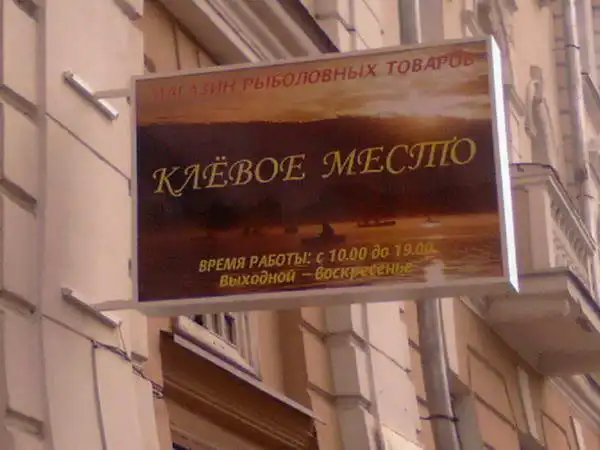 МАГАЗИН РЫБОЛОВНЫХ ТОВАРОВ
КЛЁВОЕ МЕСТО
ВРЕМЯ РАБОТЫ: с 10.00 до 19.00.
выходной – воскресенье